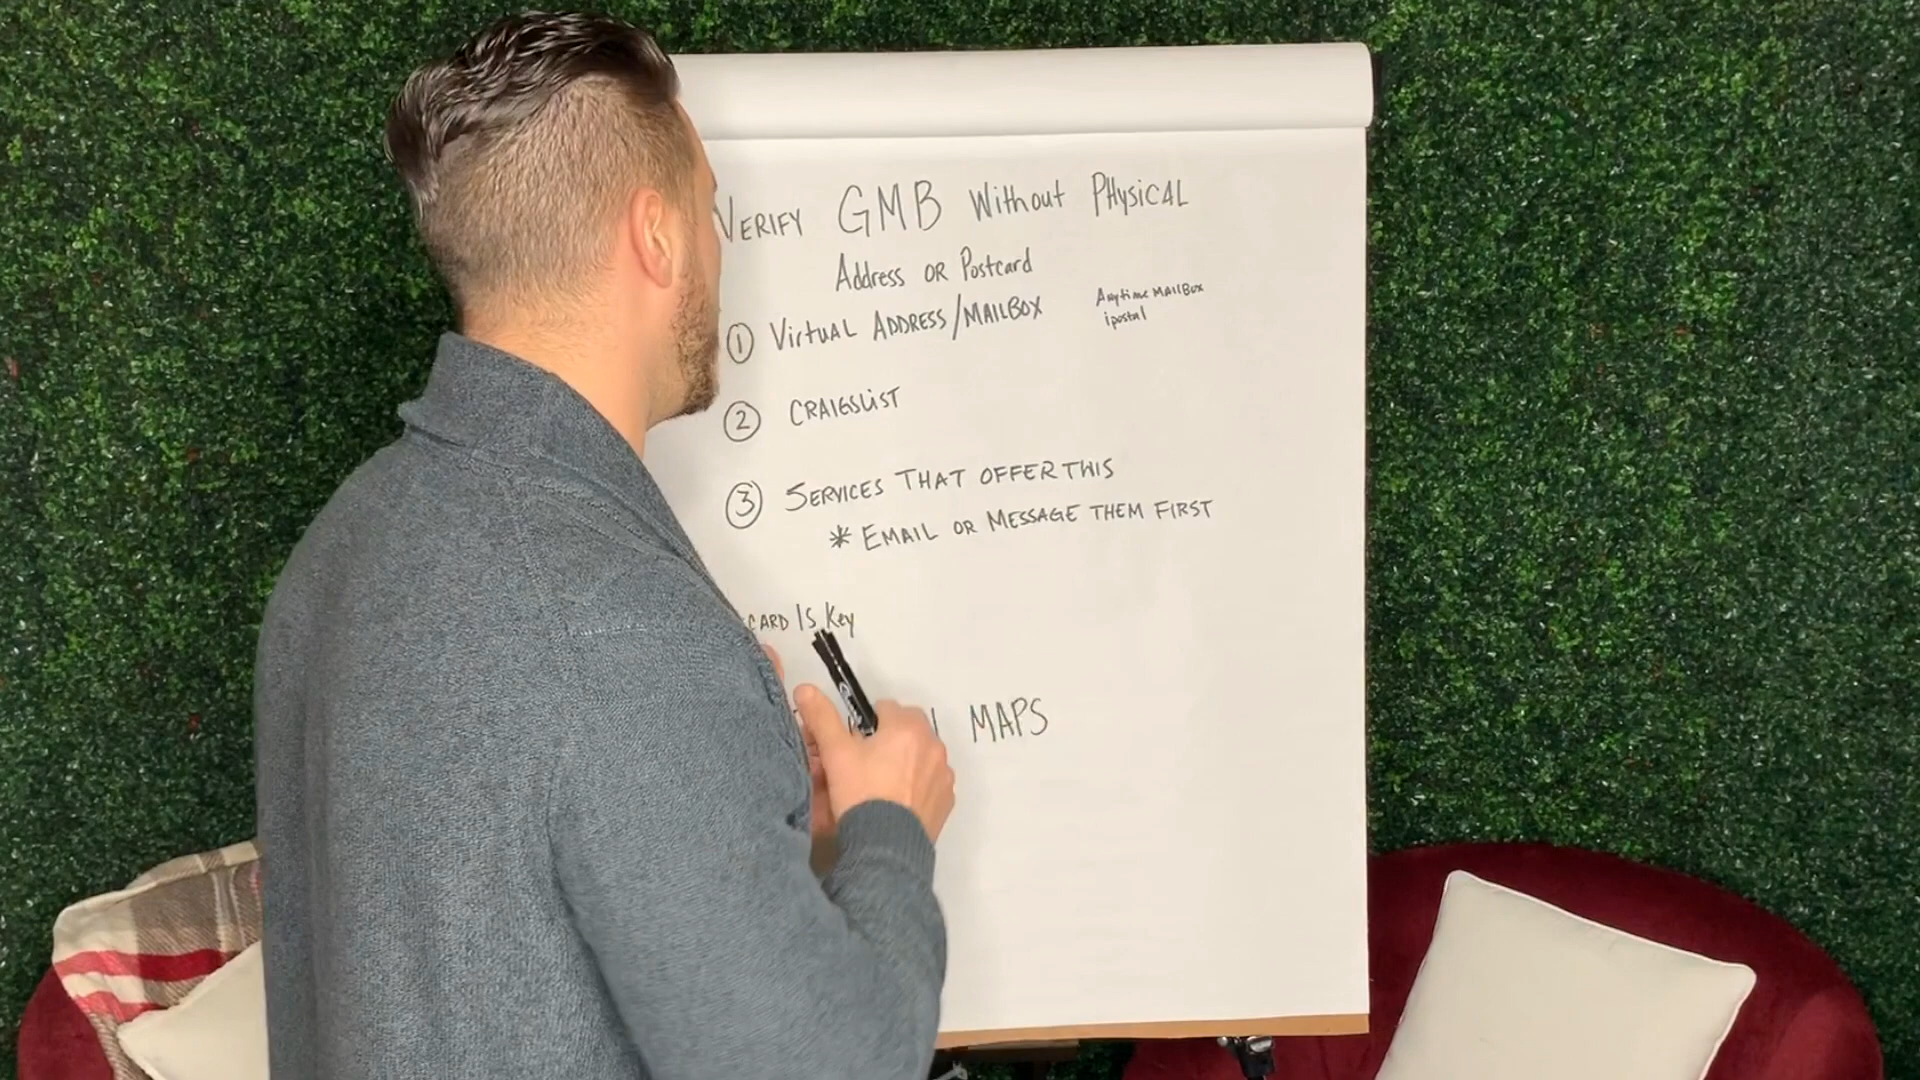 VERIFY GMB Without PHysicAL
Address OR Postcard
① VirtuAL ADDRESS/MAILBOX
Anytime MAILBOX
ipostal
② CRAIGSLIST
③ SERVICES THAT OFFER THIS
* EMAIL OR MESSAGE THEM FIRST
CARD IS Key
MAPS